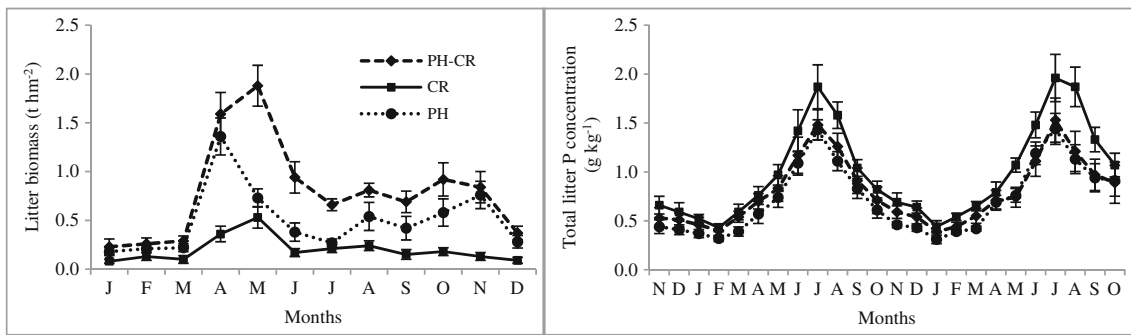 2.5
2.0
1.5
1.0
0.5
0.0
Litter biomass (t hm-2)
PH-CR
CR
PH
J F M A M J J A S O N D
Months
2.5
2.0
1.5
1.0
0.5
0.0
Total litter P concentration
(g kg-1)
N D J F M A M J J A S O N D J F M A M J J A S O
Months